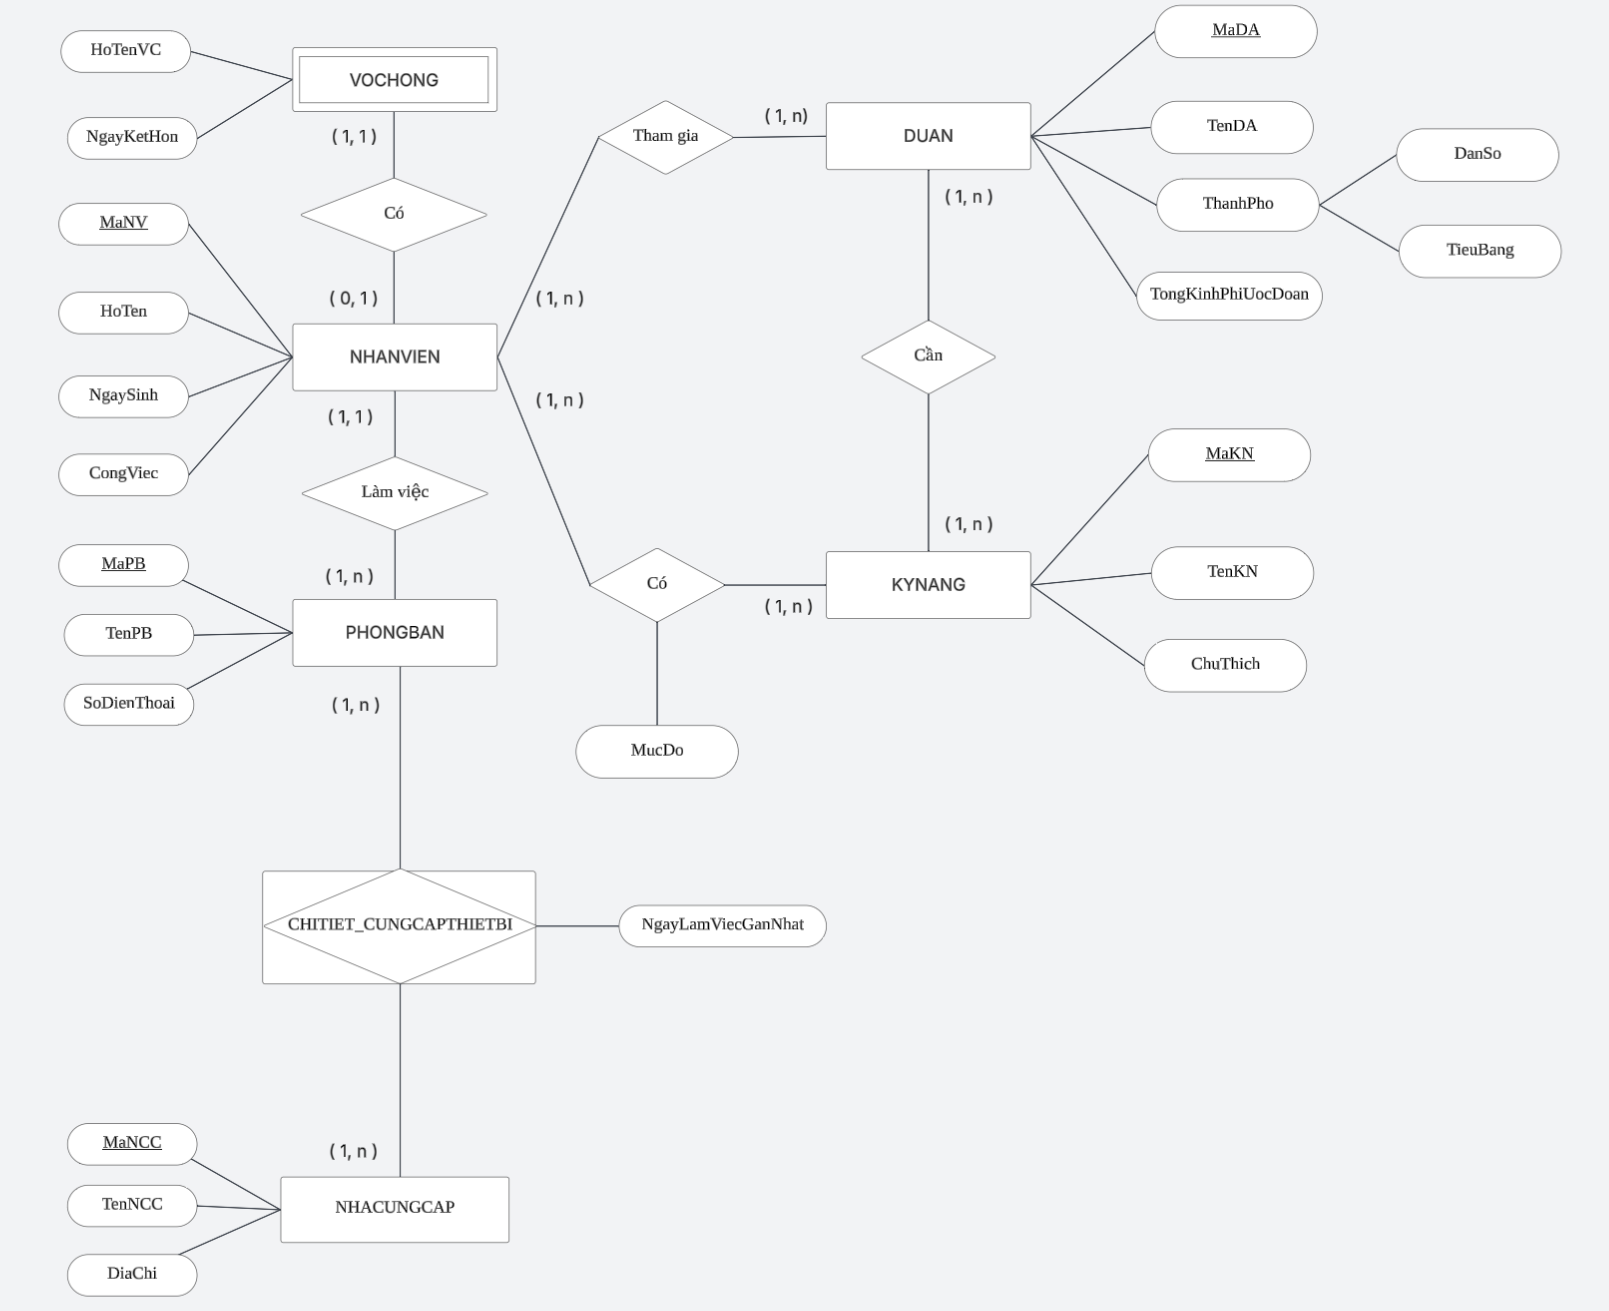 HoTenVC
NgayKetHon
VOCHONG
( 1, 1 )
Có
( 0, 1 )
MaNV
HoTen
NgaySinh
CongViec
NHANVIEN
( 1, 1 )
Làm việc
( 1, n )
MaPB
TenPB
SoDienThoai
PHONGBAN
( 1, n )
CHITIET_CUNGCAPTHIETBI
NgayLamViecGanNhat
( 1, n )
MaNCC
TenNCC
DiaChi
NHACUNGCAP
( 1, n )
Tham gia
( 1, n)
DUAN
MaDA
TenDA
ThanhPho
DanSo
TieuBang
TongKinhPhiUocDoan
( 1, n )
Cần
( 1, n )
( 1, n )
Có
( 1, n )
MucDo
KYNANG
MaKN
TenKN
ChuThich